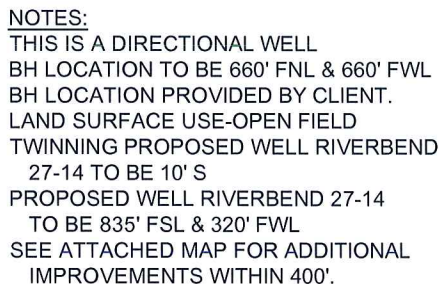 NOTES:
THIS IS A DIRECTIONAL WELL
BH LOCATION TO BE 660' FNL & 660' FWL
BH LOCATION PROVIDED BY CLIENT.
LAND SURFACE USE-OPEN FIELD
TWINNING PROPOSED WELL RIVERBEND
27-14 TO BE 10' S
PROPOSED WELL RIVERBEND 27-14
TO BE 835' FSL & 320' FWL
SEE ATTACHED MAP FOR ADDITIONAL
IMPROVEMENTS WITHIN 400'.